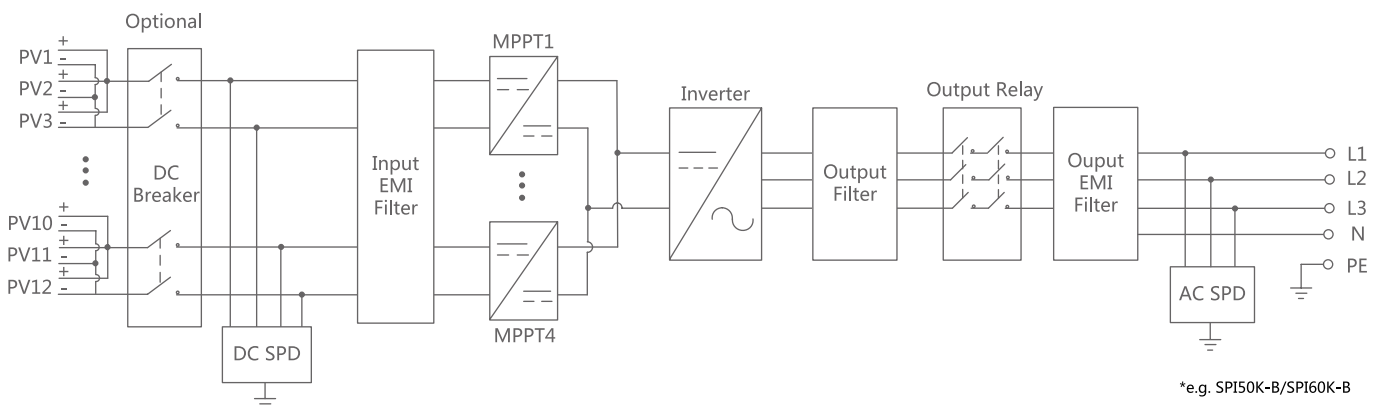 Optional
PV1
+
-
PV2
+
-
PV3
+
-
PV10
+
-
PV11
+
-
PV12
+
-
DC
Breaker
DC SPD
Input
EMI
Filter
MPPT1
MPPT4
Inverter
Output
Filter
Output Relay
Ouput
EMI
Filter
L1
L2
L3
N
PE
AC SPD
*e.g. SPI50K-B/SPI60K-B